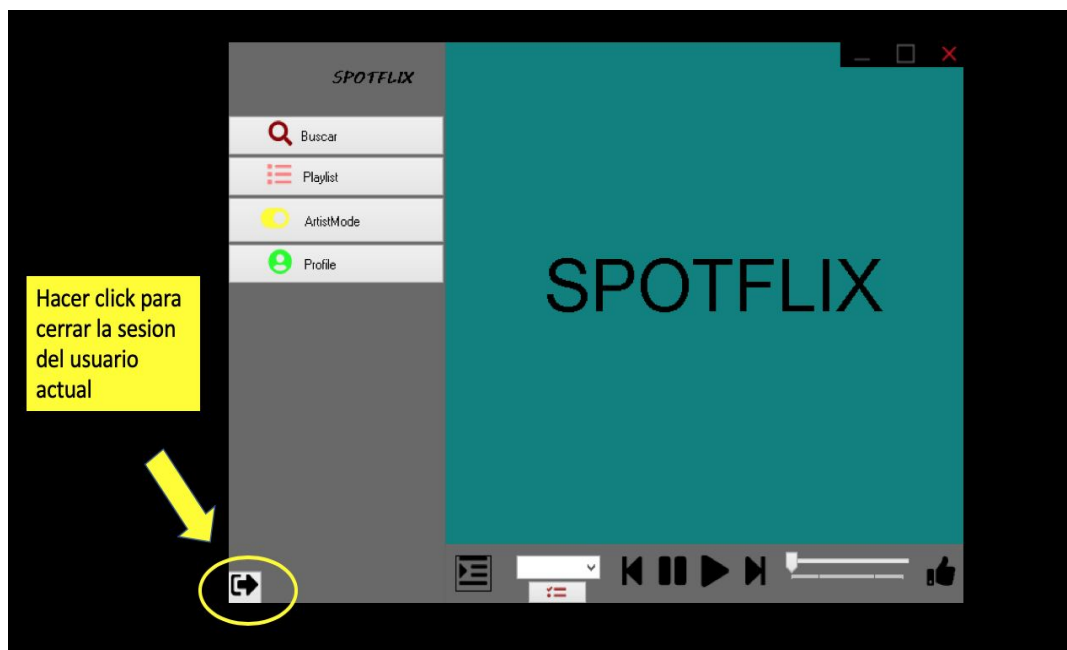 SPOTFLIX
Buscar
Playlist
ArtistMode
Profile
SPOTFLIX
Hacer click para
cerrar la sesion
del usuario
actual